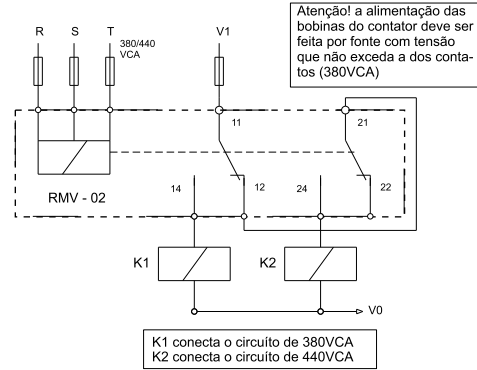 Atenção! a alimentação das
bobinas do contator deve ser
feita por fonte com tensão
que não exceda a dos conta-
tos (380VCA)
R S T V1
380/440
VCA
11 21
14 12 24 22
RMV - 02
K1 K2
V0
K1 conecta o circuíto de 380VCA
K2 conecta o circuíto de 440VCA